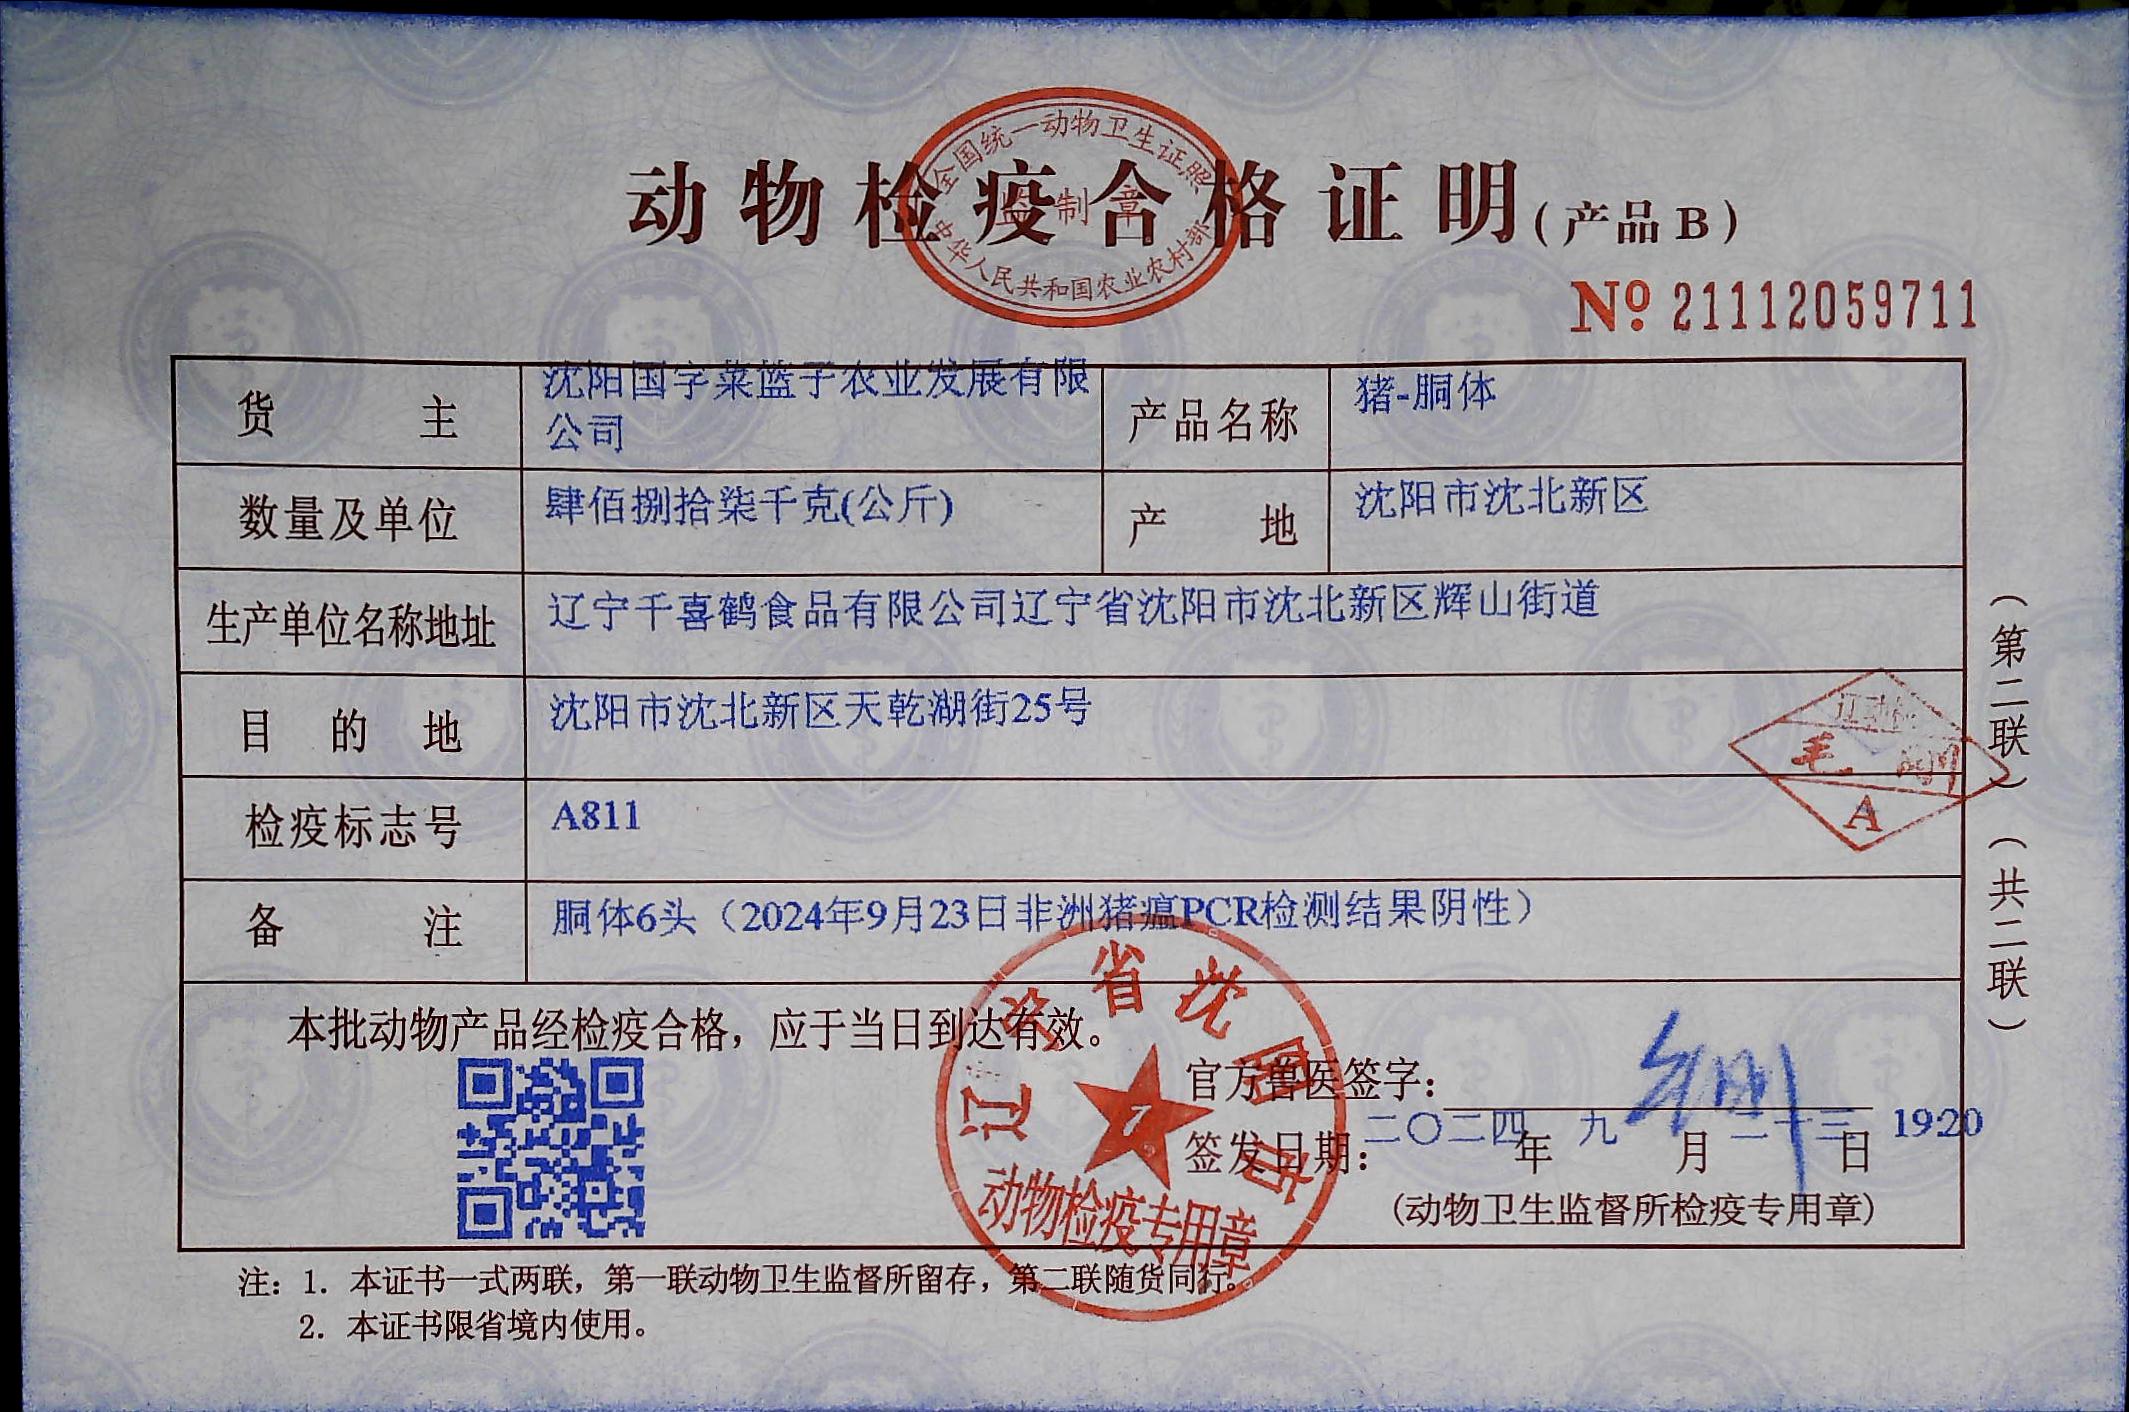 全国统一动物卫生证照
监制章
中华人民共和国农业农村部
动物检疫合格证明(产品B)
№ 21112059711
货主 沈阳国字菜篮子农业发展有限公司 产品名称 猪-胴体
数量及单位 肆佰捌拾柒千克(公斤) 产地 沈阳市沈北新区
生产单位名称地址 辽宁千喜鹤食品有限公司辽宁省沈阳市沈北新区辉山街道
目的地 沈阳市沈北新区天乾湖街25号
检疫标志号 A811
备注 胴体6头（2024年9月23日非洲猪瘟PCR检测结果阴性）
(第二联)(共二联)
辽动检
毛
A
本批动物产品经检疫合格，应于当日到达有效。
官方兽医签字：
签发日期：二〇二四年 九月 二十三日 1920
(动物卫生监督所检疫专用章)
辽宁省沈阳市
7
动物检疫专用章
注：1. 本证书一式两联，第一联动物卫生监督所留存，第二联随货同行。
2. 本证书限省境内使用。